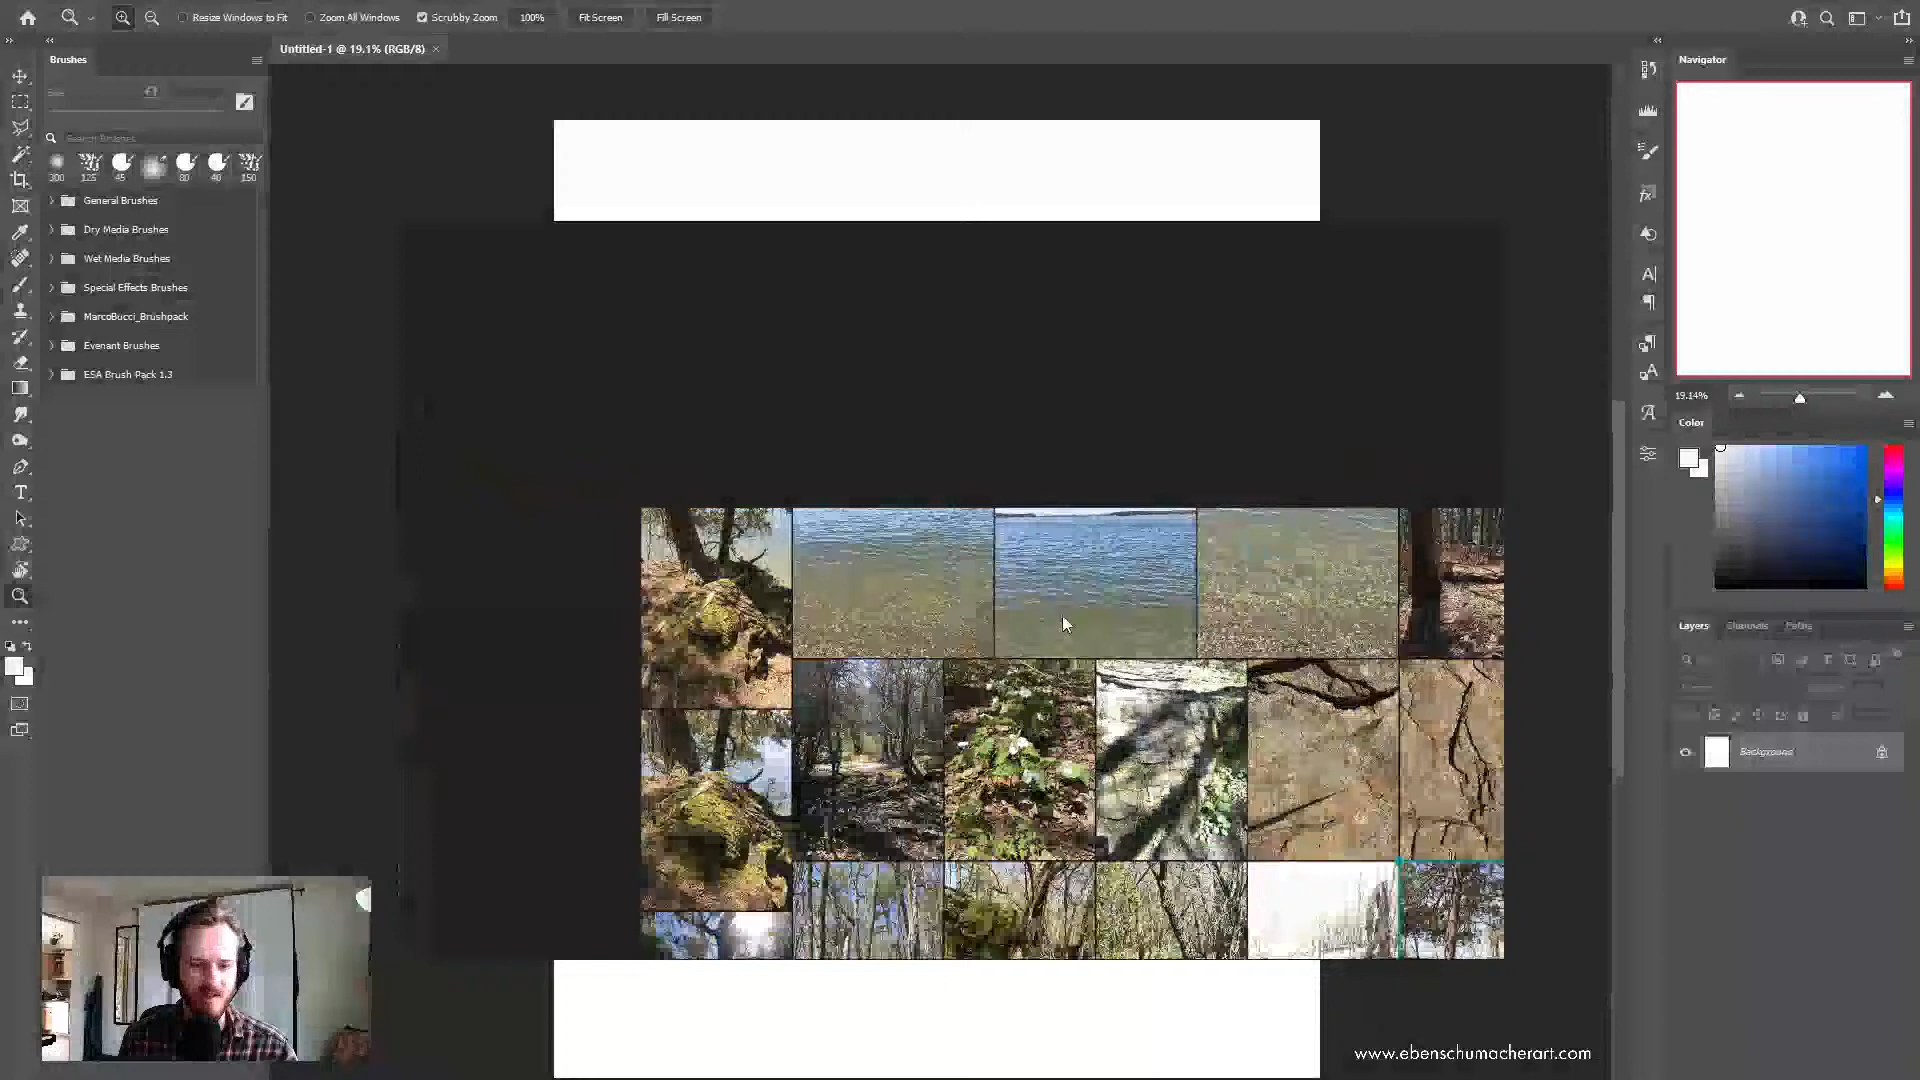 Resize Windows to Fit
Zoom All Windows
Scrubby Zoom
100%
Fit Screen
Fill Screen
Untitled-1 @ 19.1% (RGB/8)
Brushes
Search Brushes
300
125
45
80
40
150
General Brushes
Dry Media Brushes
Wet Media Brushes
Special Effects Brushes
MarcoBucci_Brushpack
Evenant Brushes
ESA Brush Pack 1.3
Navigator
19.14%
Color
Layers
Channels
Paths
Background
www.ebenschumacherart.com